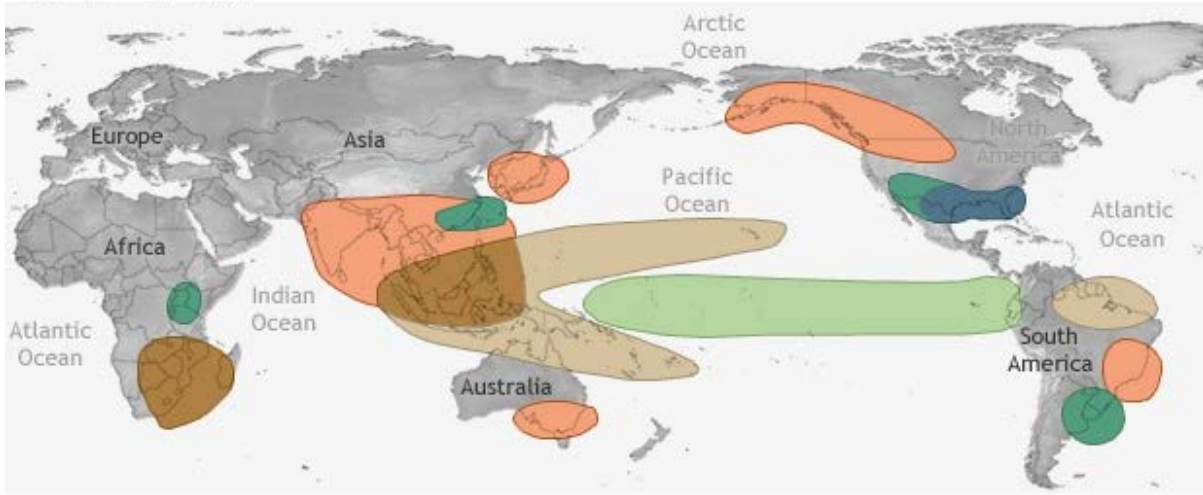 Arctic
Ocean
Europe
Asia
North
America
Pacific
Ocean
Atlantic
Ocean
Africa
Indian
Ocean
Atlantic
Ocean
South
America
Australia